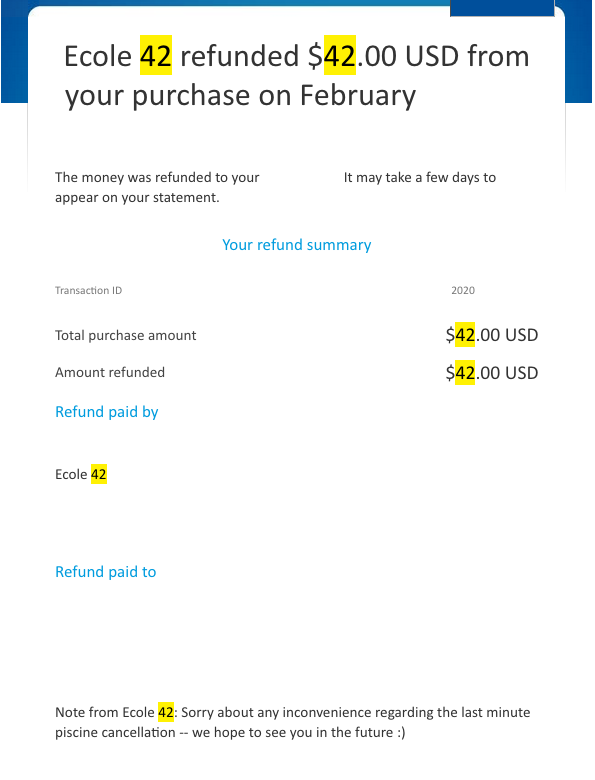 Ecole 42 refunded $42.00 USD from
your purchase on February
The money was refunded to your It may take a few days to
appear on your statement.
Your refund summary
Transaction ID 2020
Total purchase amount $42.00 USD
Amount refunded $42.00 USD
Refund paid by
Ecole 42
Refund paid to
Note from Ecole 42: Sorry about any inconvenience regarding the last minute
piscine cancellation -- we hope to see you in the future :)